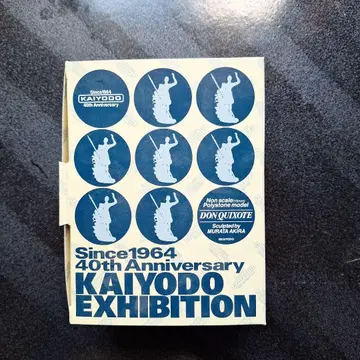 Since1964
KAIYODO
40th Anniversary
Non scale
Polystone model
DON QUIXOTE
Sculpted by
MURATA AKIRA
Since1964
40th Anniversary
KAIYODO
EXHIBITION